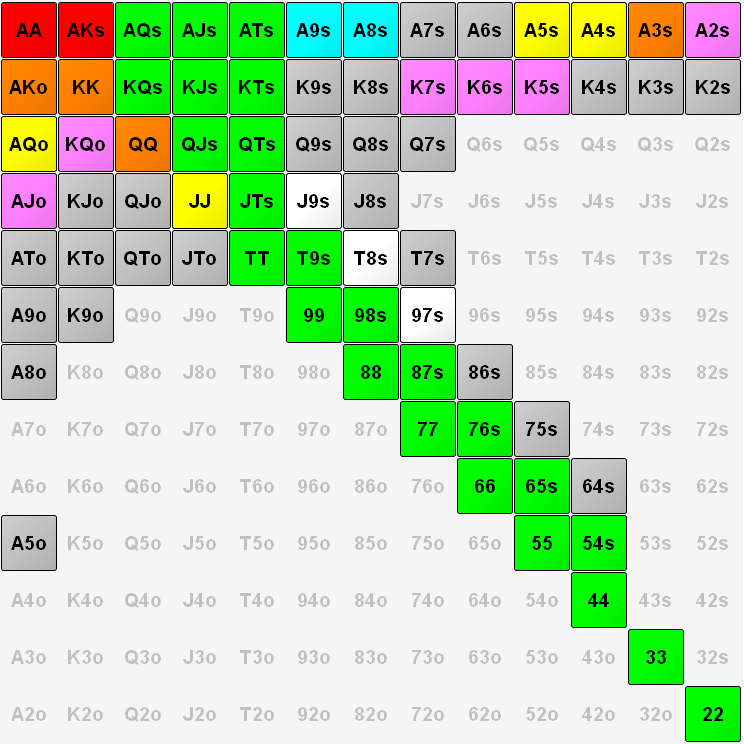 AA AKs AQs AJs ATs A9s A8s A7s A6s A5s A4s A3s A2s
AKo KK KQs KJs KTs K9s K8s K7s K6s K5s K4s K3s K2s
AQo KQo QQ QJs QTs Q9s Q8s Q7s Q6s Q5s Q4s Q3s Q2s
AJo KJo QJo JJ JTs J9s J8s J7s J6s J5s J4s J3s J2s
ATo KTo QTo JTo TT T9s T8s T7s T6s T5s T4s T3s T2s
A9o K9o Q9o J9o T9o 99 98s 97s 96s 95s 94s 93s 92s
A8o K8o Q8o J8o T8o 98o 88 87s 86s 85s 84s 83s 82s
A7o K7o Q7o J7o T7o 97o 87o 77 76s 75s 74s 73s 72s
A6o K6o Q6o J6o T6o 96o 86o 76o 66 65s 64s 63s 62s
A5o K5o Q5o J5o T5o 95o 85o 75o 65o 55 54s 53s 52s
A4o K4o Q4o J4o T4o 94o 84o 74o 64o 54o 44 43s 42s
A3o K3o Q3o J3o T3o 93o 83o 73o 63o 53o 43o 33 32s
A2o K2o Q2o J2o T2o 92o 82o 72o 62o 52o 42o 32o 22